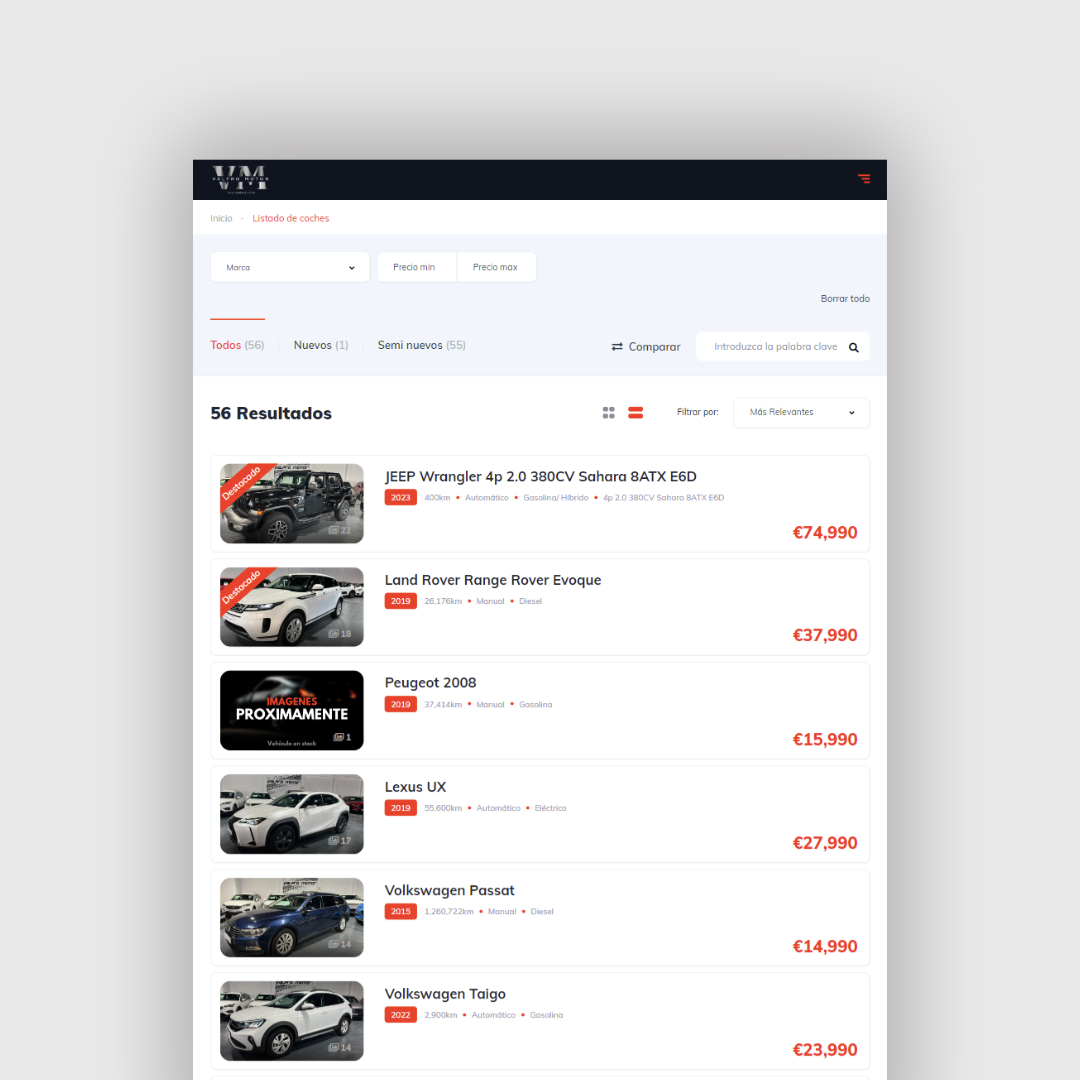 VM
VALPRO MOTOR
Inicio - Listado de coches
Marca
Precio min
Precio max
Borrar todo
Todos (56)
Nuevos (1)
Semi nuevos (55)
Comparar
Introduzca la palabra clave
56 Resultados
Filtrar por:
Más Relevantes
Destacado
22
JEEP Wrangler 4p 2.0 380CV Sahara 8ATX E6D
2023 400km • Automático • Gasolina/ Híbrido • 4p 2.0 380CV Sahara 8ATX E6D
€74,990
Destacado
18
Land Rover Range Rover Evoque
2019 26,176km • Manual • Diesel
€37,990
IMAGENES
PROXIMAMENTE
1
Vehículo en stock
Peugeot 2008
2019 37,414km • Manual • Gasolina
€15,990
17
Lexus UX
2019 55,600km • Automático • Eléctrico
€27,990
14
Volkswagen Passat
2015 1,260,722km • Manual • Diesel
€14,990
14
Volkswagen Taigo
2022 2,900km • Automático • Gasolina
€23,990